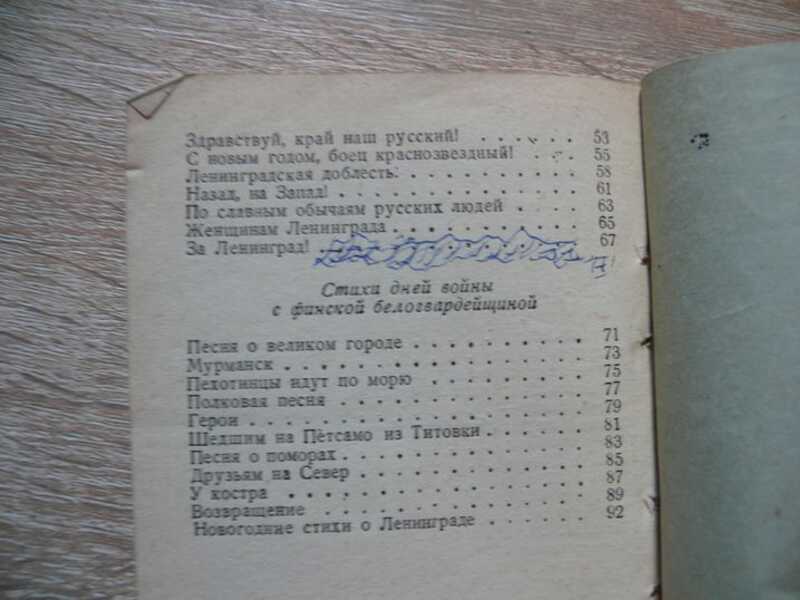 Здравствуй, край наш русский! . . . . . . 53
С новым годом, боец краснозвездный! . . . 55
Ленинградская доблесть . . . . . . . . 58
Назад, на Запад! . . . . . . . . . . 61
По славным обычаям русских людей . . . . 63
Женщинам Ленинграда . . . . . . . . . 65
За Ленинград! . . . 67
Стихи дней войны
с финской белогвардейщиной
Песня о великом городе . . . . . . . . 71
Мурманск . . . . . . . . . . . . . 73
Пехотинцы идут по морю . . . . . . . . 75
Полковая песня . . . . . . . . . . . 77
Герои . . . . . . . . . . . . . . 79
Шедшим на Петсамо из Титовки . . . . . 81
Песня о поморах . . . . . . . . . . . 83
Друзьям на Север . . . . . . . . . . 85
У костра . . . . . . . . . . . . . 87
Возвращение . . . . . . . . . . . . 89
Новогодние стихи о Ленинграде . . . . . . 92